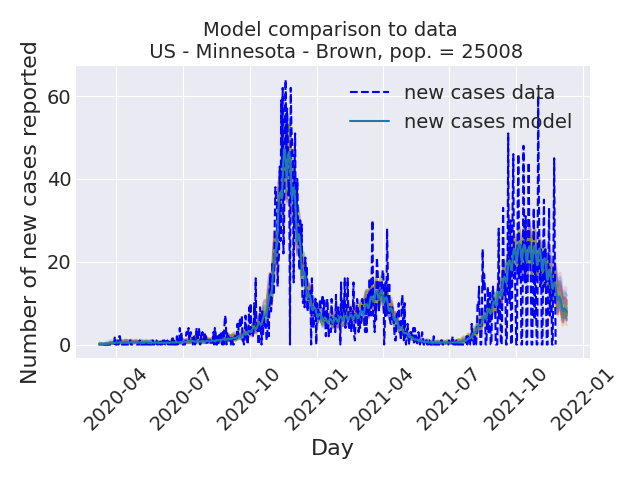 Model comparison to data
US - Minnesota - Brown, pop. = 25008
new cases data
new cases model
Number of new cases reported
60
40
20
0
2020-04
2020-07
2020-10
2021-01
2021-04
2021-07
2021-10
2022-01
Day